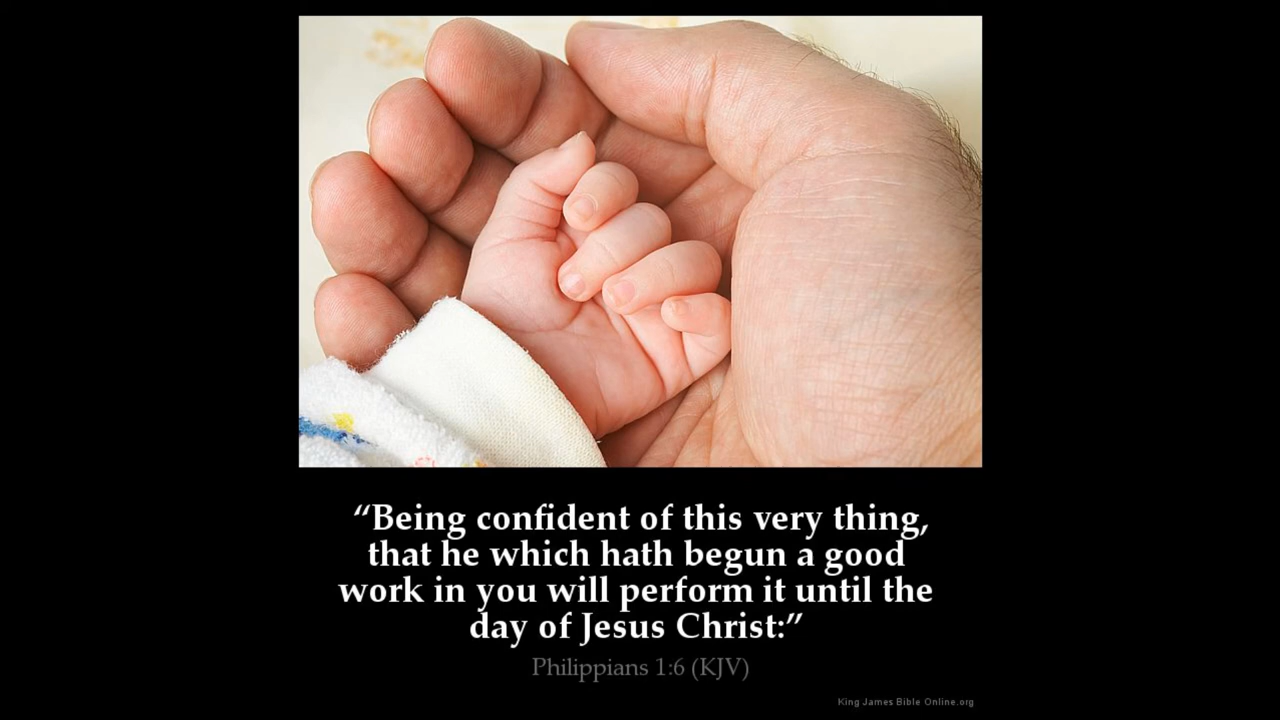 “Being confident of this very thing,
that he which hath begun a good
work in you will perform it until the
day of Jesus Christ:”
Philippians 1:6 (KJV)
King James Bible Online.org